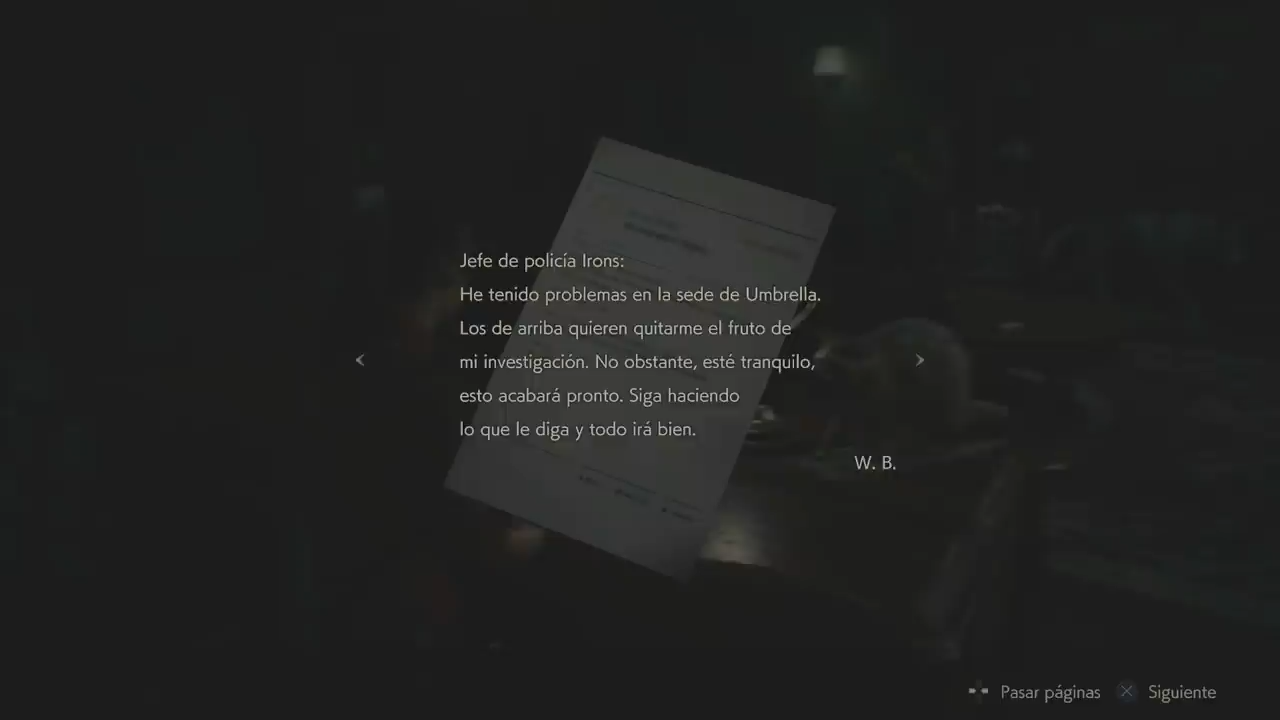 Jefe de policía Irons:
He tenido problemas en la sede de Umbrella.
Los de arriba quieren quitarme el fruto de
mi investigación. No obstante, esté tranquilo,
esto acabará pronto. Siga haciendo
lo que le diga y todo irá bien.
W. B.
Pasar páginas
Siguiente